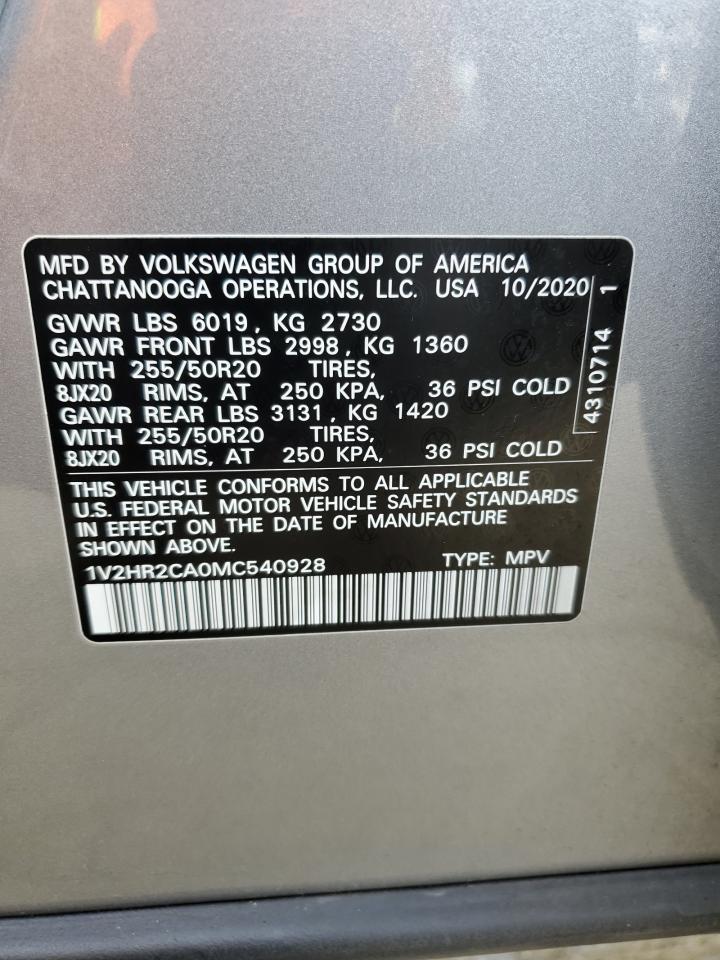 MFD BY VOLKSWAGEN GROUP OF AMERICA
CHATTANOOGA OPERATIONS, LLC. USA 10/2020
GVWR LBS 6019, KG 2730
GAWR FRONT LBS 2998, KG 1360
WITH 255/50R20 TIRES,
8JX20 RIMS, AT 250 KPA, 36 PSI COLD
GAWR REAR LBS 3131, KG 1420
WITH 255/50R20 TIRES,
8JX20 RIMS, AT 250 KPA, 36 PSI COLD
4310714 1
THIS VEHICLE CONFORMS TO ALL APPLICABLE
U.S. FEDERAL MOTOR VEHICLE SAFETY STANDARDS
IN EFFECT ON THE DATE OF MANUFACTURE
SHOWN ABOVE.
1V2HR2CA0MC540928 TYPE: MPV